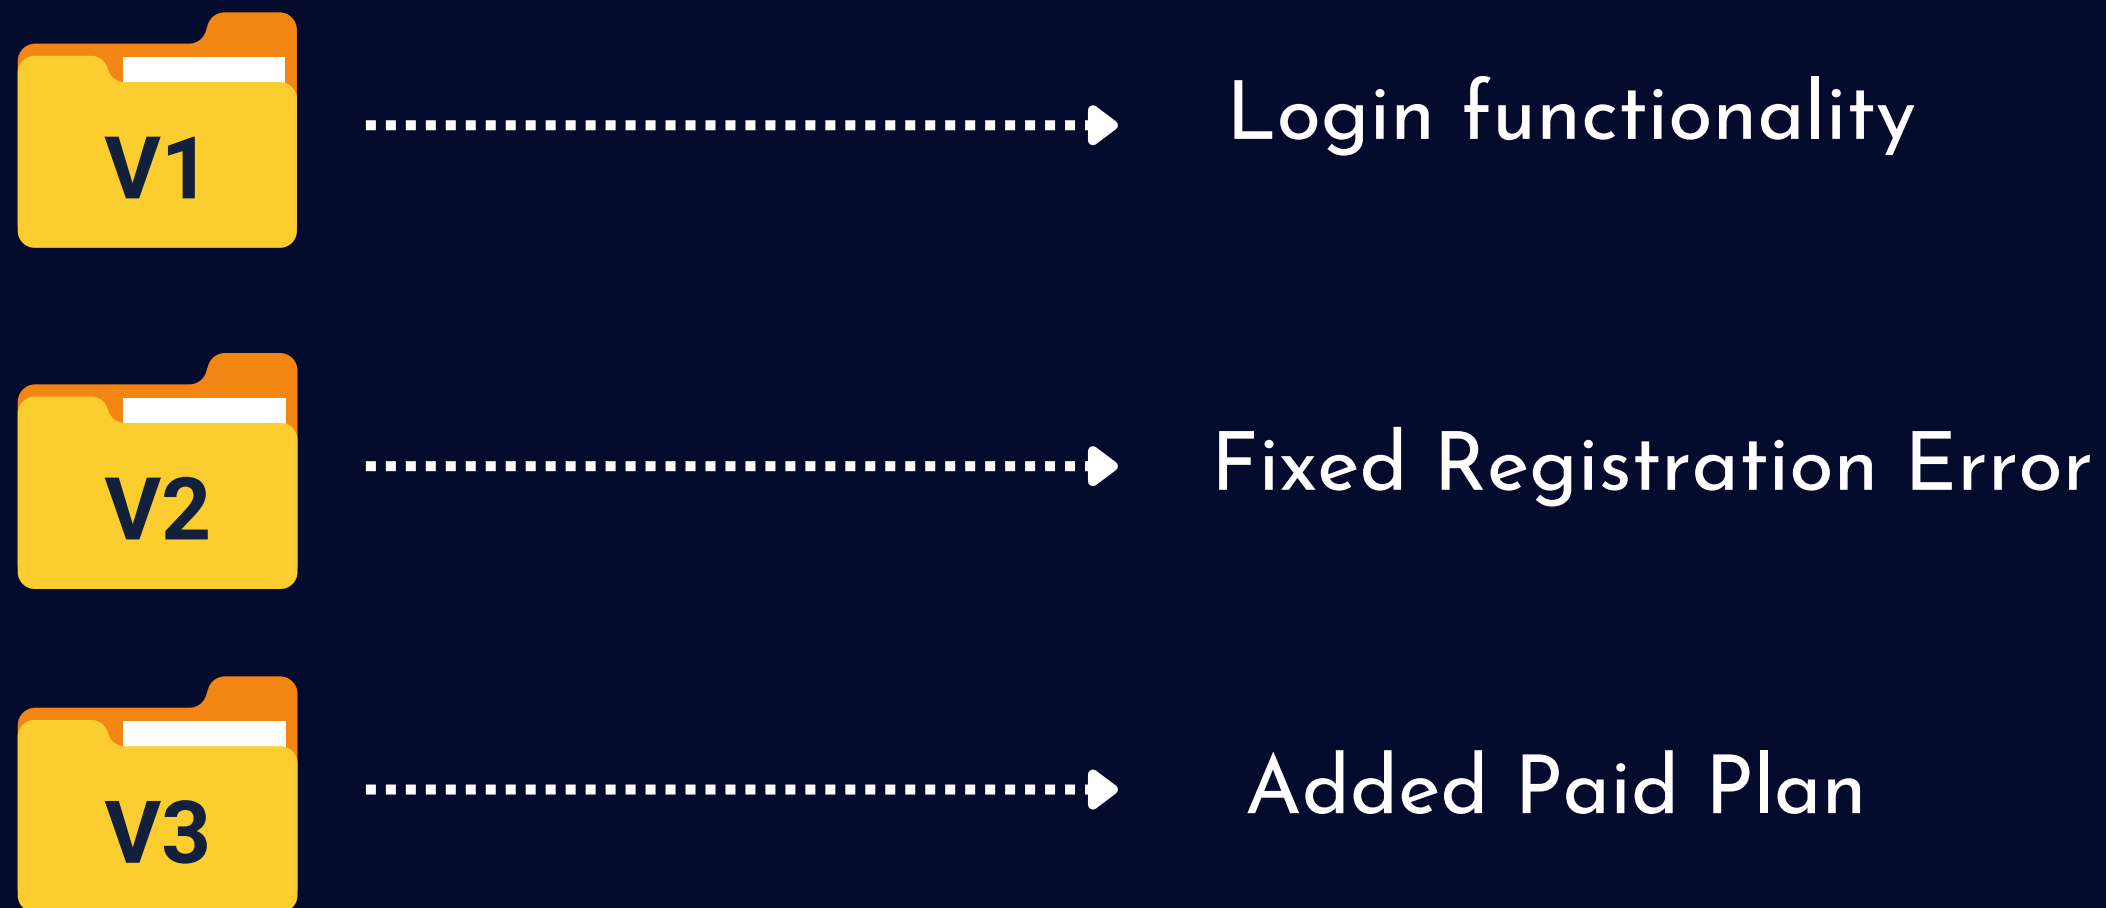 V1
Login functionality
V2
Fixed Registration Error
V3
Added Paid Plan